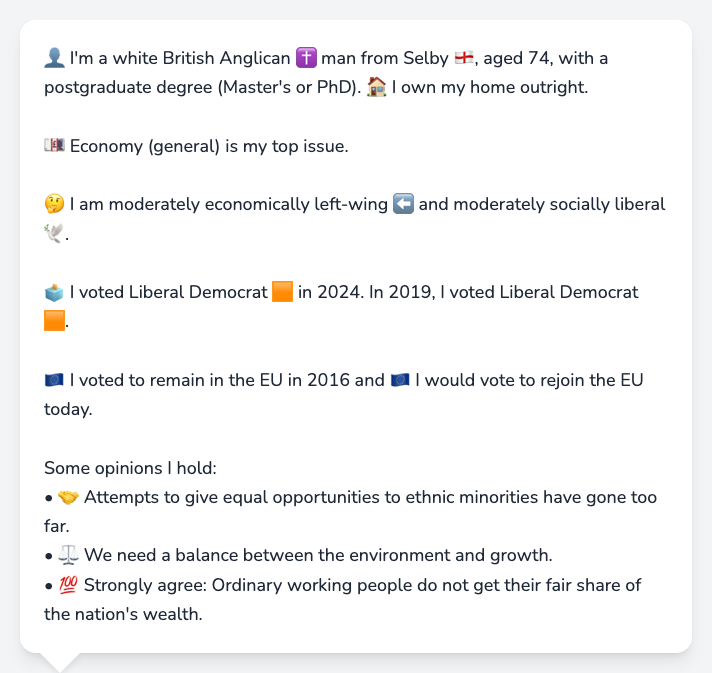 👤 I'm a white British Anglican ✝️ man from Selby 🏴󠁧󠁢󠁥󠁮󠁧󠁿, aged 74, with a
postgraduate degree (Master's or PhD). 🏠 I own my home outright.
💷 Economy (general) is my top issue.
🤔 I am moderately economically left-wing ⬅️ and moderately socially liberal
🕊️.
🗳️ I voted Liberal Democrat 🟧 in 2024. In 2019, I voted Liberal Democrat
🟧.
🇪🇺 I voted to remain in the EU in 2016 and 🇪🇺 I would vote to rejoin the EU
today.
Some opinions I hold:
• 🤝 Attempts to give equal opportunities to ethnic minorities have gone too
far.
• ⚖️ We need a balance between the environment and growth.
• 💯 Strongly agree: Ordinary working people do not get their fair share of
the nation's wealth.